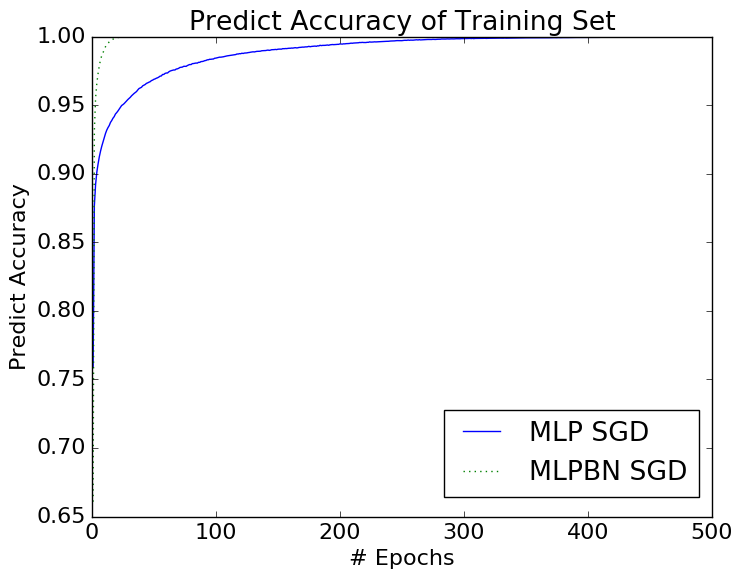 Predict Accuracy of Training Set
1.00
0.95
0.90
0.85
0.80
0.75
0.70
0.65
Predict Accuracy
MLP SGD
MLPBN SGD
0 100 200 300 400 500
# Epochs